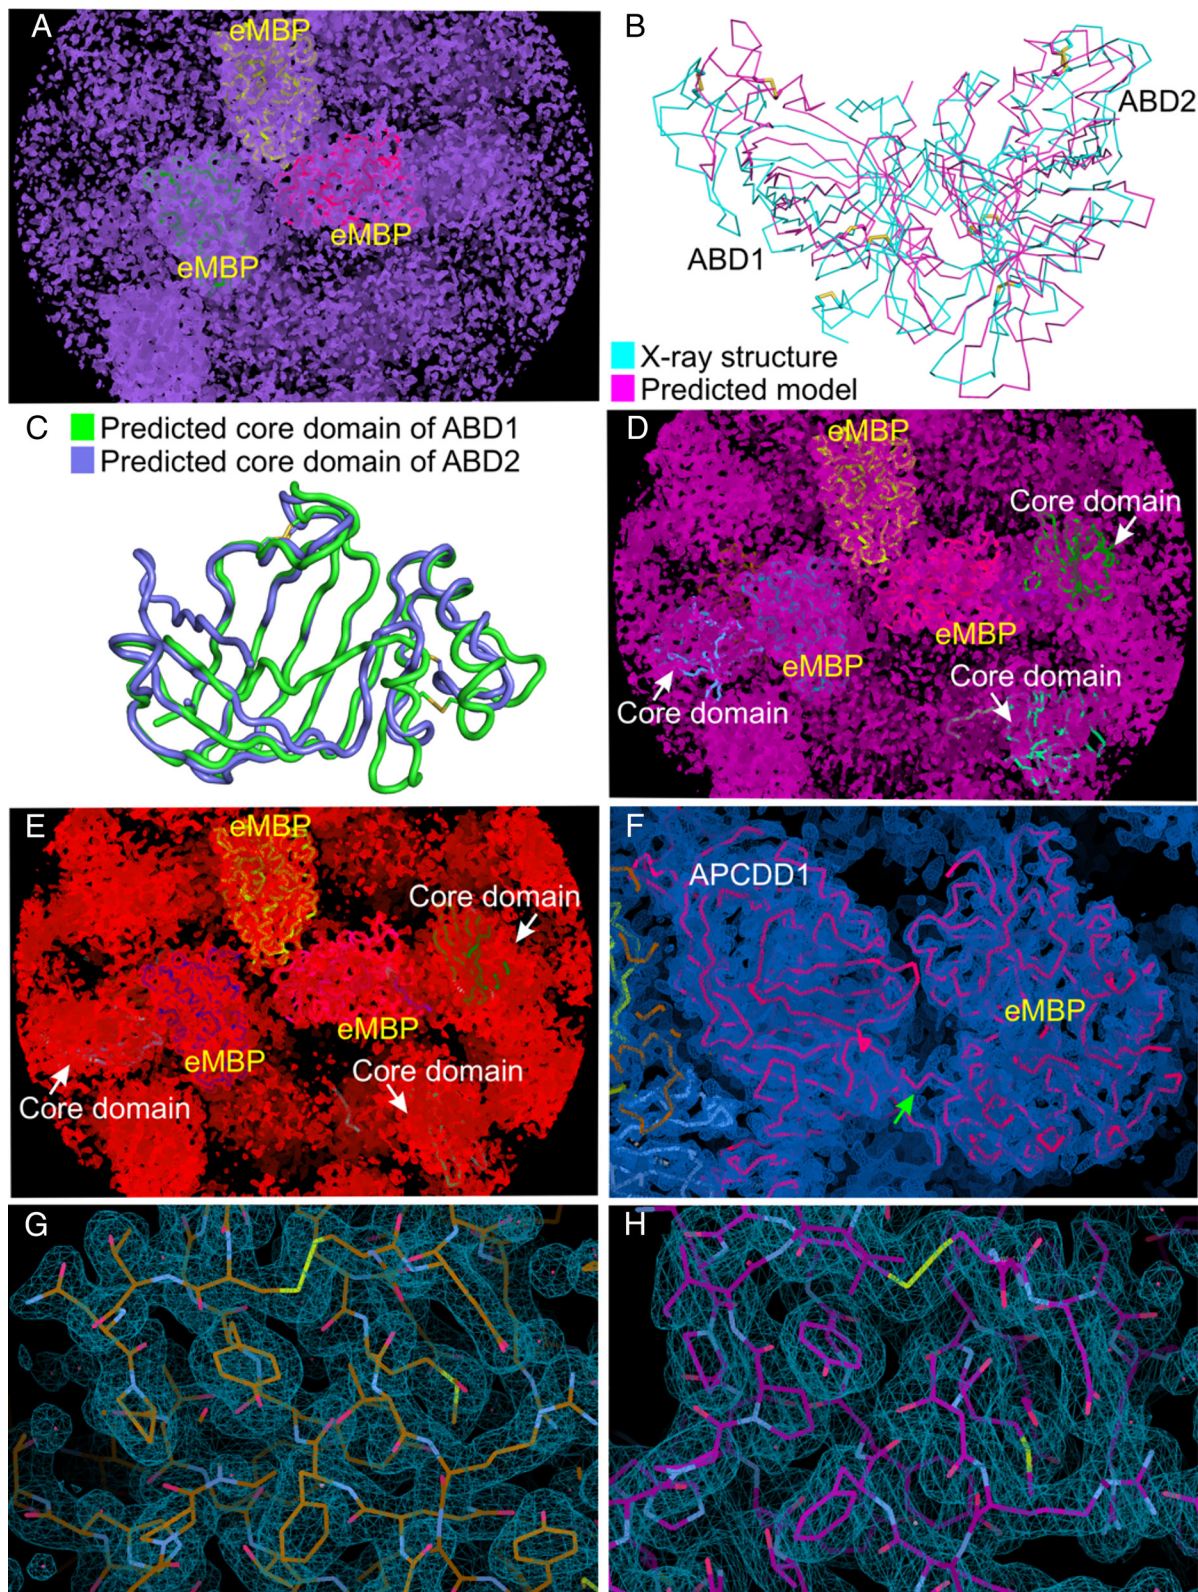 A
eMBP
eMBP
eMBP
B
ABD2
ABD1
X-ray structure
Predicted model
C
Predicted core domain of ABD1
Predicted core domain of ABD2
D
eMBP
Core domain
eMBP
eMBP
Core domain
Core domain
E
eMBP
Core domain
eMBP
eMBP
Core domain
Core domain
F
APCDD1
eMBP
G
H